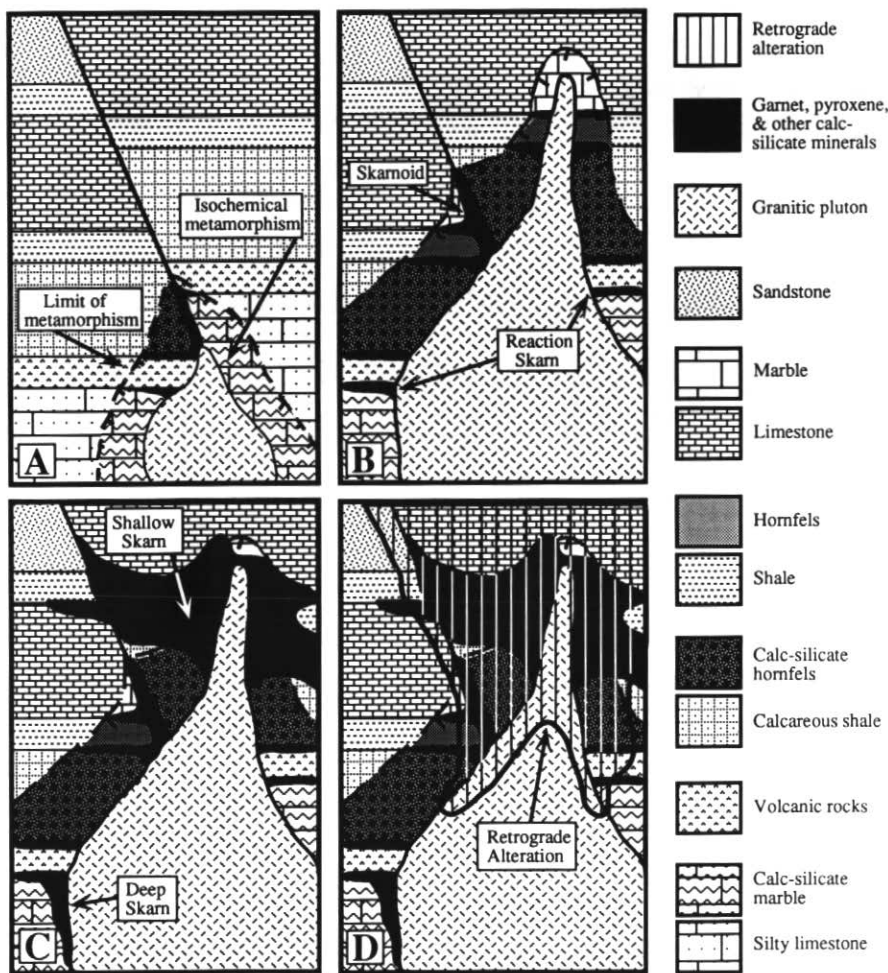 Isochemical
metamorphism
Limit of
metamorphism
A
Skarnoid
Reaction
Skarn
B
Shallow
Skarn
Deep
Skarn
C
Retrograde
Alteration
D
Retrograde
alteration
Garnet, pyroxene,
& other calc-
silicate minerals
Granitic pluton
Sandstone
Marble
Limestone
Hornfels
Shale
Calc-silicate
hornfels
Calcareous shale
Volcanic rocks
Calc-silicate
marble
Silty limestone